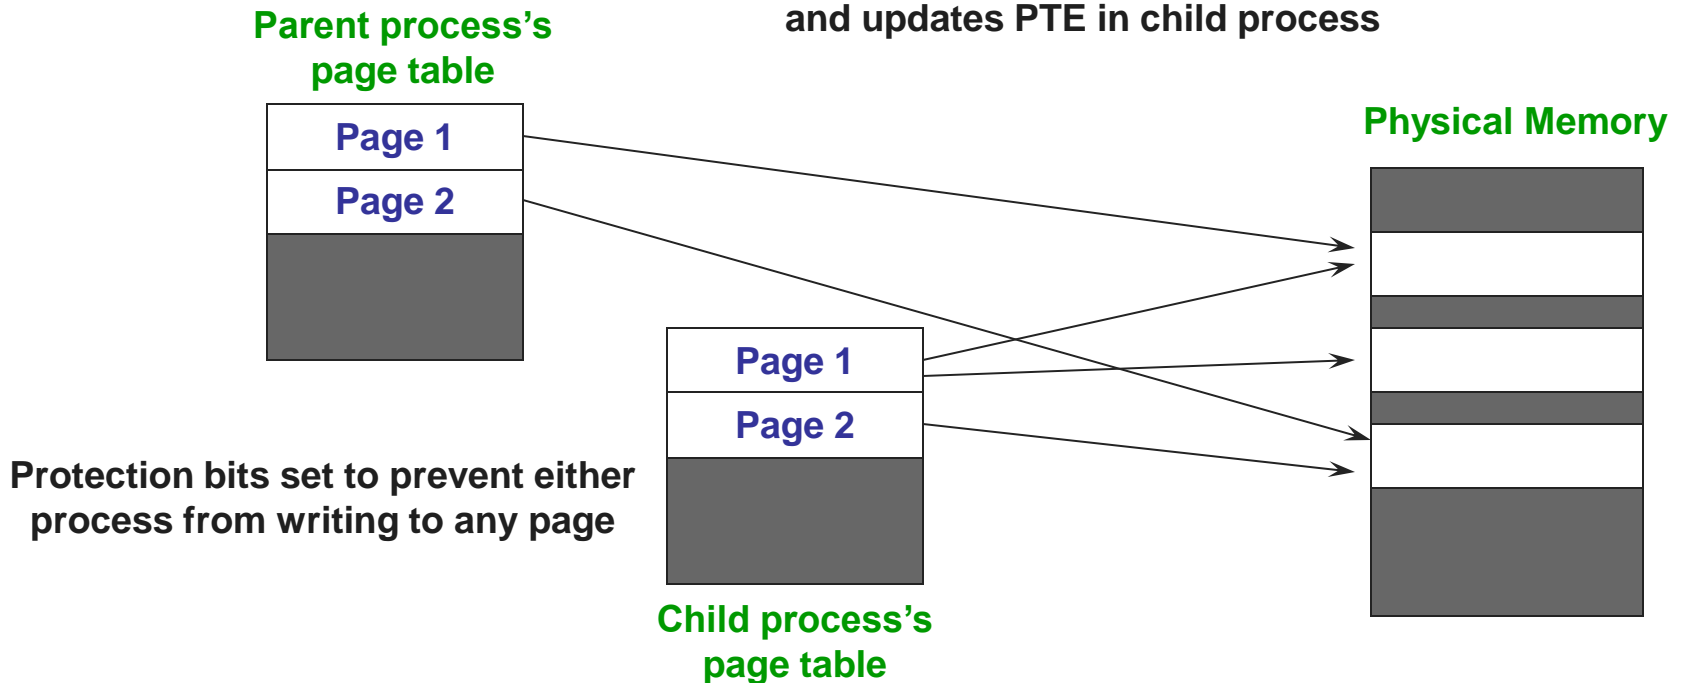 and updates PTE in child process
Parent process’s
page table
Physical Memory
Page 1
Page 2
Page 1
Page 2
Protection bits set to prevent either
process from writing to any page
Child process’s
page table